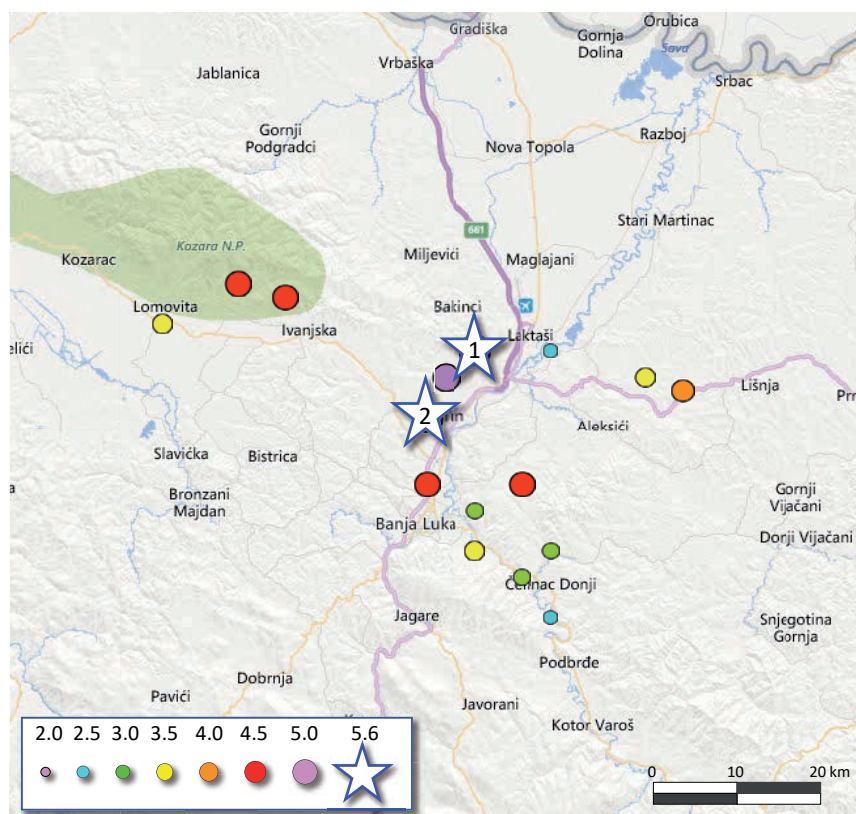 Orubica
Gradiška
Gornja
Dolina
Sava
Vrbaška
Jablanica
Srbac
Gornji
Podgradci
Razboj
Nova Topola
Stari Martinac
661
Kozara N.P.
Miljevici
Maglajani
Kozarac
Lomovita
Bakinci
Ivanjska
Laktaši
1
Lišnja
2
Aleksići
Slavićka
Bistrica
Bronzani
Majdan
Gornji
Vijačani
Banja Luka
Donji Vijačani
Čelinac Donji
Jagare
Snjegotina
Gornja
Podbrđe
Dobrnja
Pavići
Javorani
Kotor Varoš
2.0 2.5 3.0 3.5 4.0 4.5 5.0 5.6
0 10 20 km